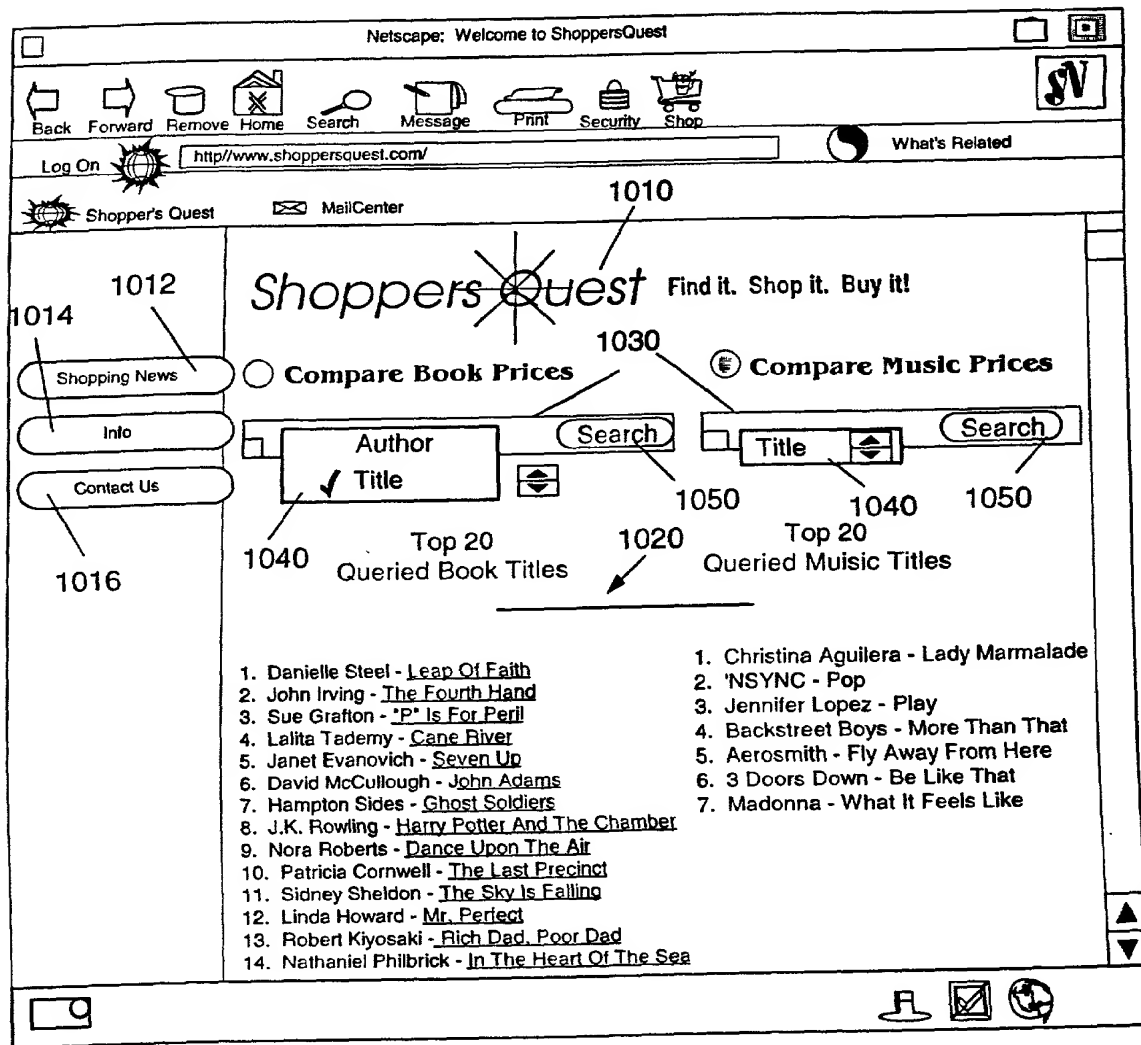 Netscape: Welcome to ShoppersQuest
Back Forward Remove Home Search Message Print Security Shop
SN
Log On http//www.shoppersquest.com/ What's Related
Shopper's Quest MailCenter
1010
Shoppers Quest Find it. Shop it. Buy it!
1012
1014
1030
Shopping News
Compare Book Prices
Compare Music Prices
Info
Author
Title
Search
Title
Search
Contact Us
1050
1040
1050
1040
1016
Top 20
Queried Book Titles
1020
Top 20
Queried Muisic Titles
1. Danielle Steel - Leap Of Faith
2. John Irving - The Fourth Hand
3. Sue Grafton - "P" Is For Peril
4. Lalita Tademy - Cane River
5. Janet Evanovich - Seven Up
6. David McCullough - John Adams
7. Hampton Sides - Ghost Soldiers
8. J.K. Rowling - Harry Potter And The Chamber
9. Nora Roberts - Dance Upon The Air
10. Patricia Cornwell - The Last Precinct
11. Sidney Sheldon - The Sky Is Falling
12. Linda Howard - Mr. Perfect
13. Robert Kiyosaki - Rich Dad, Poor Dad
14. Nathaniel Philbrick - In The Heart Of The Sea
1. Christina Aguilera - Lady Marmalade
2. 'NSYNC - Pop
3. Jennifer Lopez - Play
4. Backstreet Boys - More Than That
5. Aerosmith - Fly Away From Here
6. 3 Doors Down - Be Like That
7. Madonna - What It Feels Like